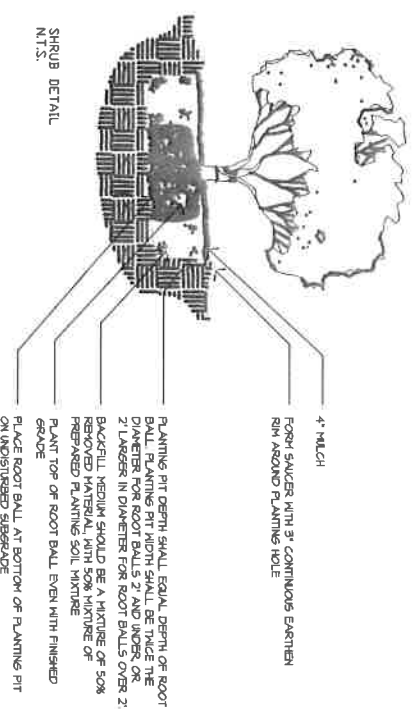 4" MULCH
FORM SAUCER WITH 3" CONTINUOUS EARTHEN
RIM AROUND PLANTING HOLE
PLANTING PIT DEPTH SHALL EQUAL DEPTH OF ROOT
BALL. PLANTING PIT WIDTH SHALL BE TWICE THE
DIAMETER FOR ROOT BALLS 2' AND UNDER, OR
2' LARGER IN DIAMETER FOR ROOT BALLS OVER 2'.
BACKFILL MEDIUM SHOULD BE A MIXTURE OF 50%
REMOVED MATERIAL WITH 50% MIXTURE OF
PREPARED PLANTING SOIL MIXTURE
PLANT TOP OF ROOT BALL EVEN WITH FINISHED
GRADE
PLACE ROOT BALL AT BOTTOM OF PLANTING PIT
ON UNDISTURBED SUBGRADE
SHRUB DETAIL
N.T.S.